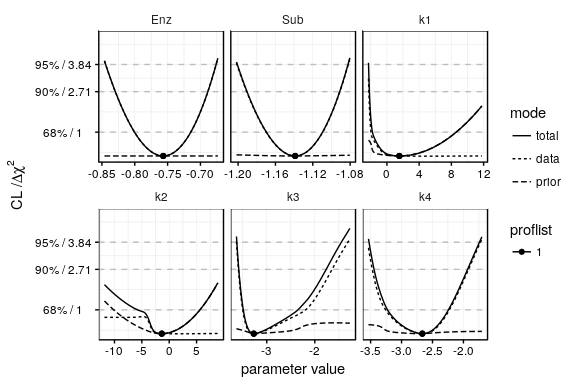 Enz Sub k1
95% / 3.84
90% / 2.71
68% / 1
-0.85 -0.80 -0.75 -0.70 -1.20 -1.16 -1.12 -1.08 0 4 8 12
k2 k3 k4
95% / 3.84
90% / 2.71
68% / 1
-10 -5 0 5 -3 -2 -3.5 -3.0 -2.5 -2.0
parameter value
CL /Δχ²
mode
total
data
prior
proflist
1